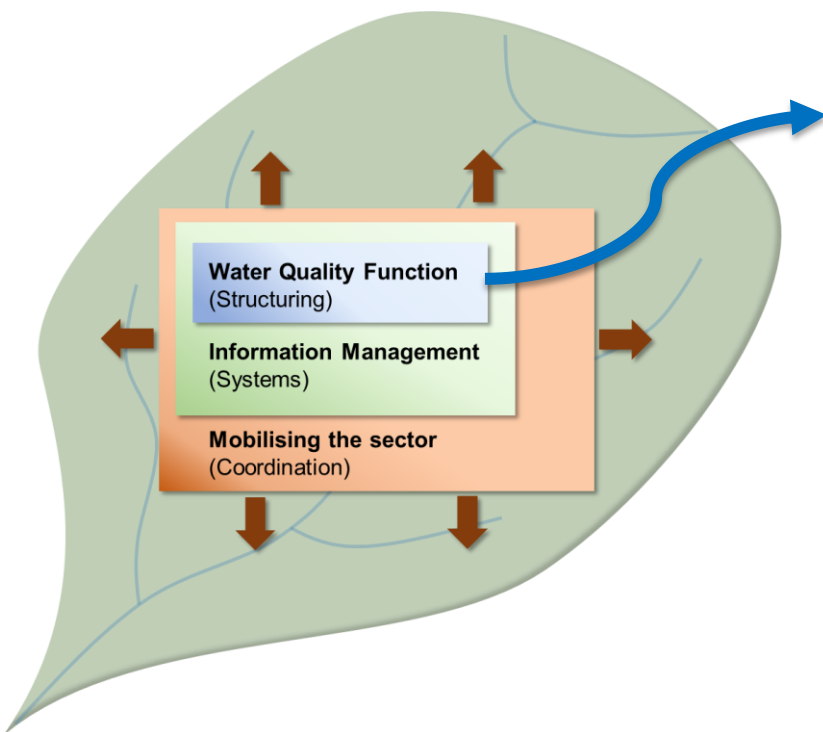 Water Quality Function
(Structuring)
Information Management
(Systems)
Mobilising the sector
(Coordination)